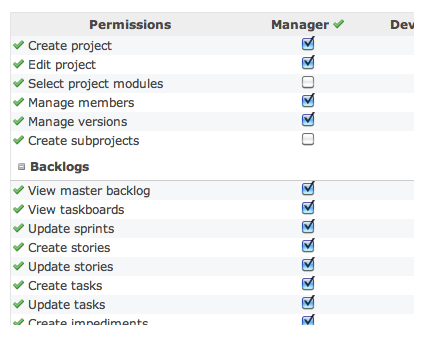 Permissions Manager Dev
Create project
Edit project
Select project modules
Manage members
Manage versions
Create subprojects
Backlogs
View master backlog
View taskboards
Update sprints
Create stories
Update stories
Create tasks
Update tasks
Create impediments